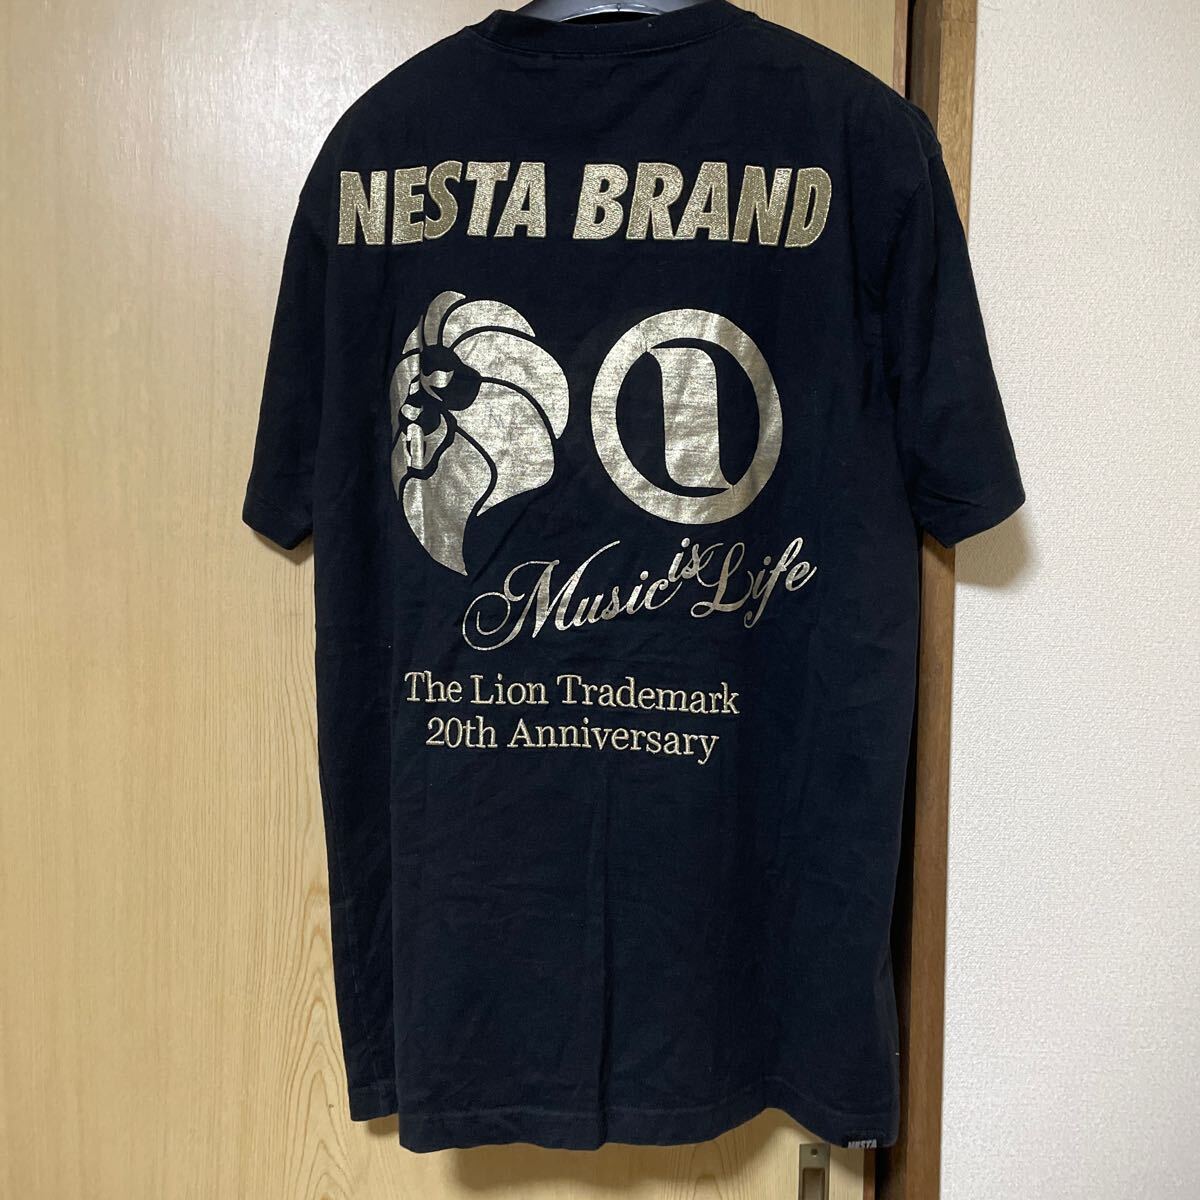 NESTA BRAND
Music is Life
The Lion Trademark
20th Anniversary
NESTA